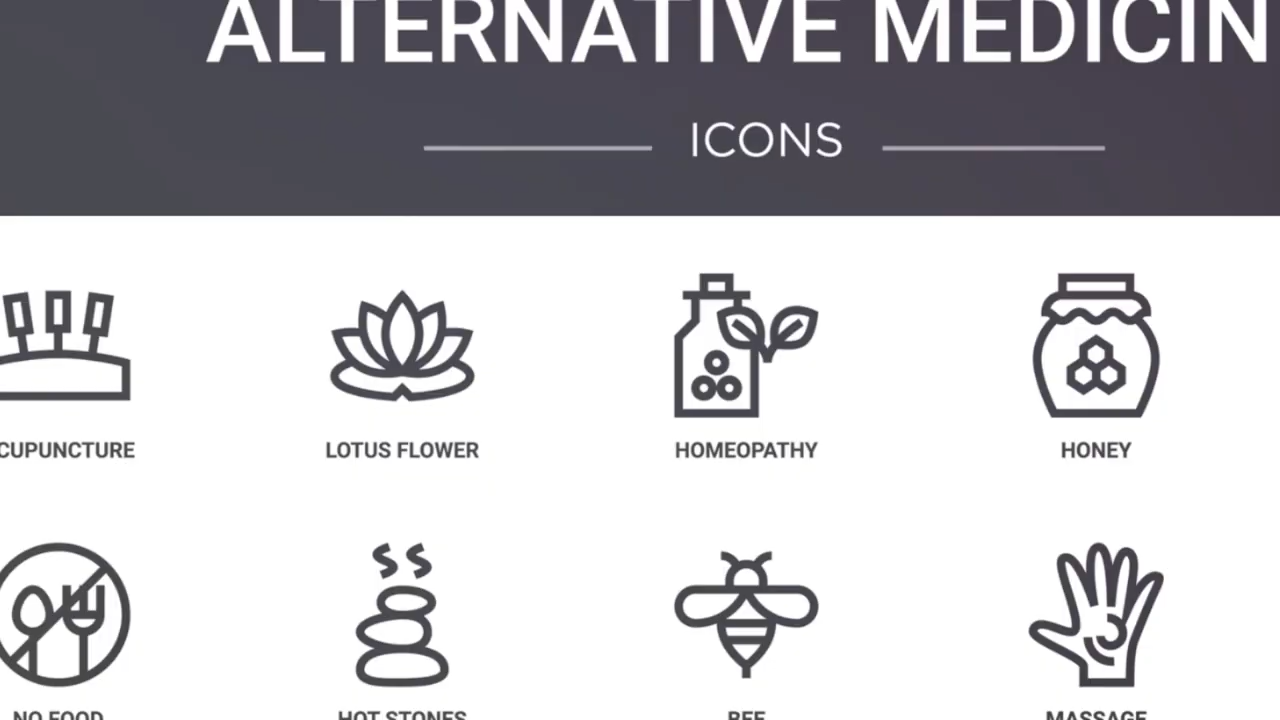 ALTERNATIVE MEDICIN
ICONS
CUPUNCTURE
LOTUS FLOWER
HOMEOPATHY
HONEY
NO FOOD
HOT STONES
BEE
MASSAGE